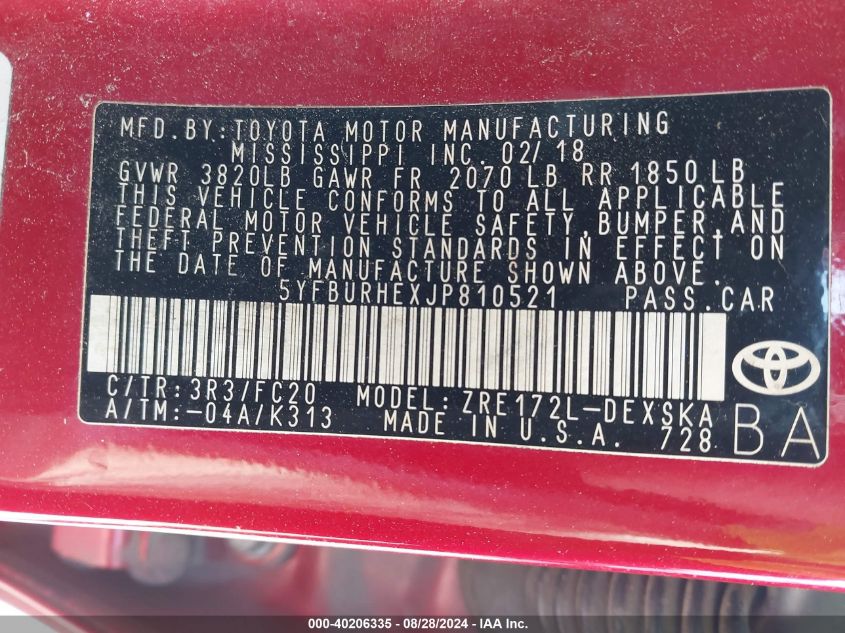 MFD.BY:TOYOTA MOTOR MANUFACTURING
MISSISSIPPI INC. 02/18
GVWR 3820LB GAWR FR 2070 LB RR 1850 LB
THIS VEHICLE CONFORMS TO ALL APPLICABLE
FEDERAL MOTOR VEHICLE SAFETY,BUMPER,AND
THEFT PREVENTION STANDARDS IN EFFECT ON
THE DATE OF MANUFACTURE SHOWN ABOVE.
5YFBURHEXJP810521 PASS.CAR
C/TR:3R3/FC20 MODEL:ZRE172L-DEXSKA
A/TM:-04A/K313 MADE IN U.S.A. 728
BA
000-40206335 - 08/28/2024 - IAA, Inc.